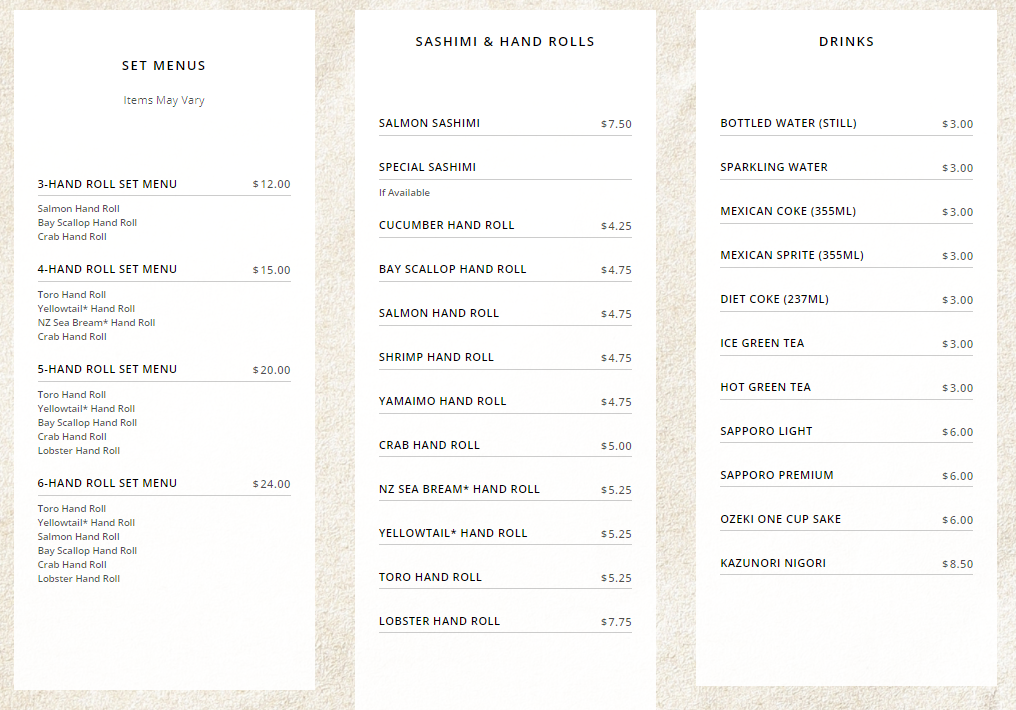 SET MENUS
Items May Vary
3-HAND ROLL SET MENU $12.00
Salmon Hand Roll
Bay Scallop Hand Roll
Crab Hand Roll
4-HAND ROLL SET MENU $15.00
Toro Hand Roll
Yellowtail* Hand Roll
NZ Sea Bream* Hand Roll
Crab Hand Roll
5-HAND ROLL SET MENU $20.00
Toro Hand Roll
Yellowtail* Hand Roll
Bay Scallop Hand Roll
Crab Hand Roll
Lobster Hand Roll
6-HAND ROLL SET MENU $24.00
Toro Hand Roll
Yellowtail* Hand Roll
Salmon Hand Roll
Bay Scallop Hand Roll
Crab Hand Roll
Lobster Hand Roll
SASHIMI & HAND ROLLS
SALMON SASHIMI $7.50
SPECIAL SASHIMI
If Available
CUCUMBER HAND ROLL $4.25
BAY SCALLOP HAND ROLL $4.75
SALMON HAND ROLL $4.75
SHRIMP HAND ROLL $4.75
YAMAIMO HAND ROLL $4.75
CRAB HAND ROLL $5.00
NZ SEA BREAM* HAND ROLL $5.25
YELLOWTAIL* HAND ROLL $5.25
TORO HAND ROLL $5.25
LOBSTER HAND ROLL $7.75
DRINKS
BOTTLED WATER (STILL) $3.00
SPARKLING WATER $3.00
MEXICAN COKE (355ML) $3.00
MEXICAN SPRITE (355ML) $3.00
DIET COKE (237ML) $3.00
ICE GREEN TEA $3.00
HOT GREEN TEA $3.00
SAPPORO LIGHT $6.00
SAPPORO PREMIUM $6.00
OZEKI ONE CUP SAKE $6.00
KAZUNORI NIGORI $8.50